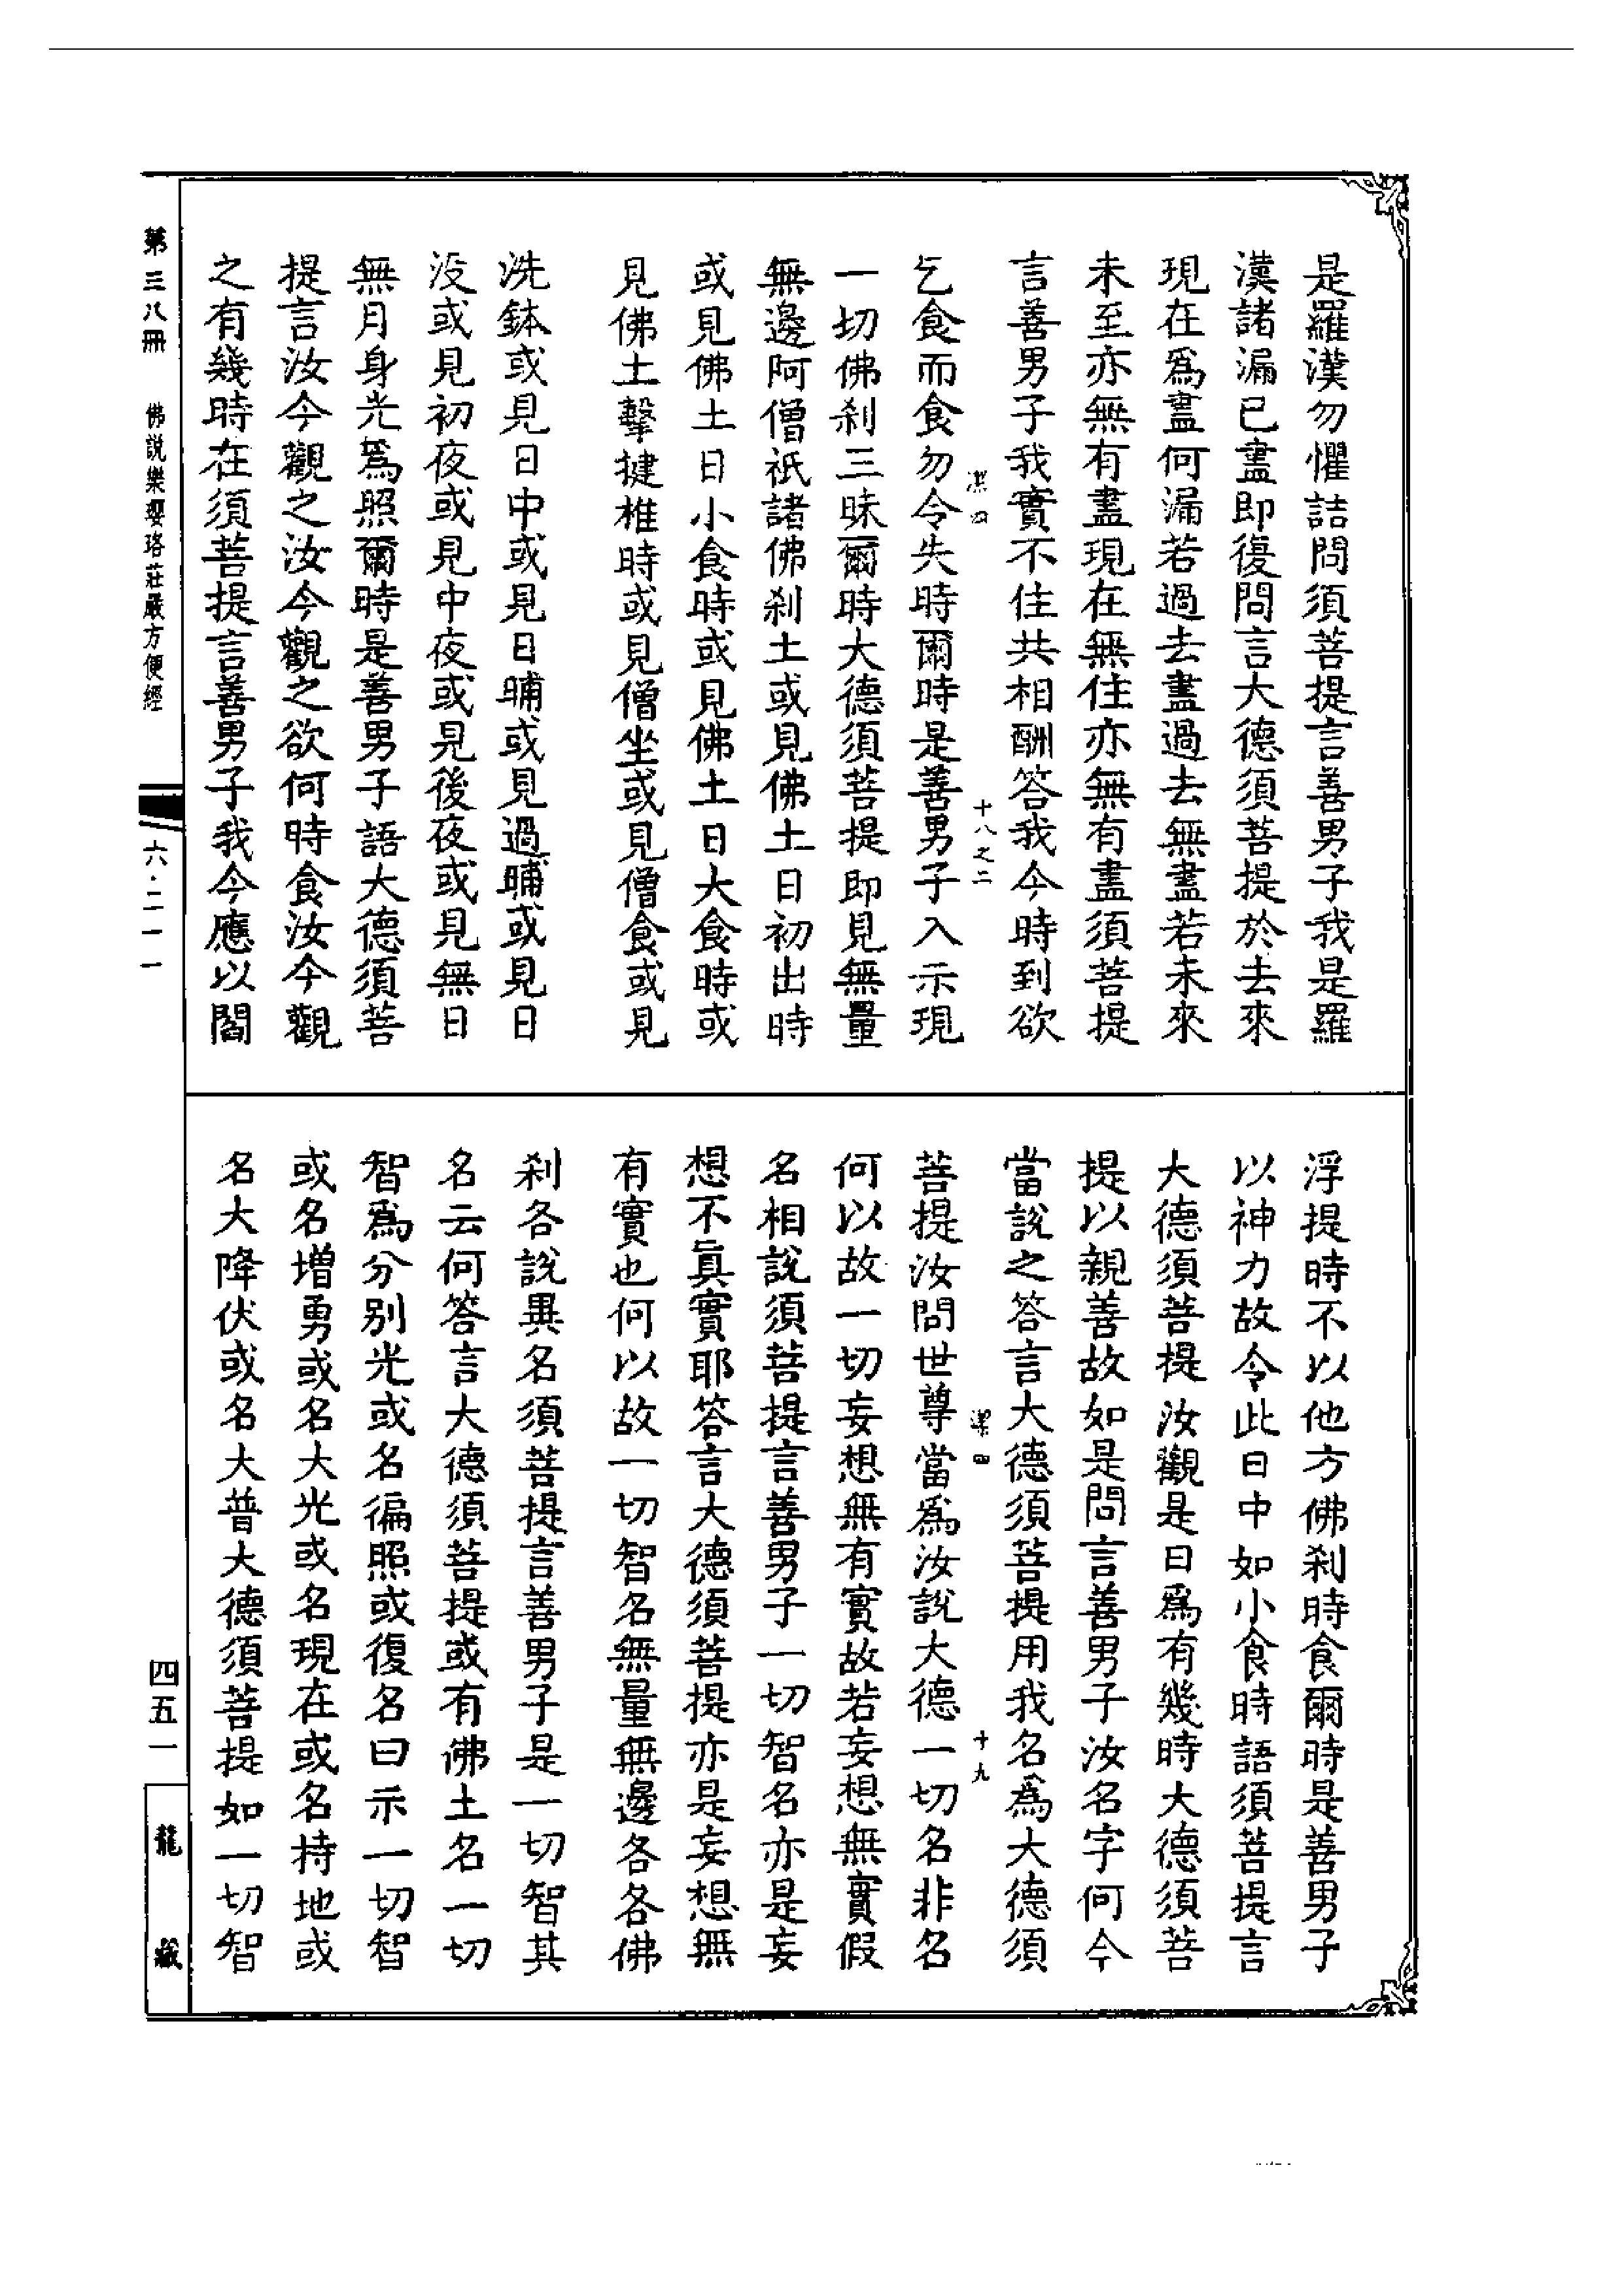 是羅漢勿懼詰問須菩提言善男子我是羅
漢諸漏已盡即復問言大德須菩提於去來
現在爲盡何漏若過去盡過去無盡若未來
未至亦無有盡現在無住亦無有盡須菩提
言善男子我實不住共相酬答我今時到欲
潔四
十八之二
乞食而食勿令失時爾時是善男子入示現
一切佛刹三昧爾時大德須菩提即見無量
無邊阿僧祇諸佛刹土或見佛土日初出時
或見佛土日小食時或見佛土日大食時或
見佛土擊揵椎時或見僧坐或見僧食或見
洗鉢或見日中或見日晡或見過晡或見日
没或見初夜或見中夜或見後夜或見無日
無月身光爲照爾時是善男子語大德須菩
提言汝今觀之汝今觀之欲何時食汝今觀
之有幾時在須菩提言善男子我今應以閻
浮提時不以他方佛刹時食爾時是善男子
以神力故令此日中如小食時語須菩提言
大德須菩提汝觀是日爲有幾時大德須菩
提以親善故如是問言善男子汝名字何今
當說之答言大德須菩提用我名爲大德須
潔四
十九
菩提汝問世尊當爲汝說大德一切名非名
何以故一切妄想無有實故若妄想無實假
名相說須菩提言善男子一切智名亦是妄
想不真實耶答言大德須菩提亦是妄想無
有實也何以故一切智名無量無邊各各佛
刹各說異名須菩提言善男子是一切智其
名云何答言大德須菩提或有佛土名一切
智爲分别光或名徧照或復名曰示一切智
或名增勇或名大光或名現在或名持地或
名大降伏或名大普大德須菩提如一切智
第三八冊
佛説樂瓔珞莊嚴方便經
六·二一一
四五一
龍藏